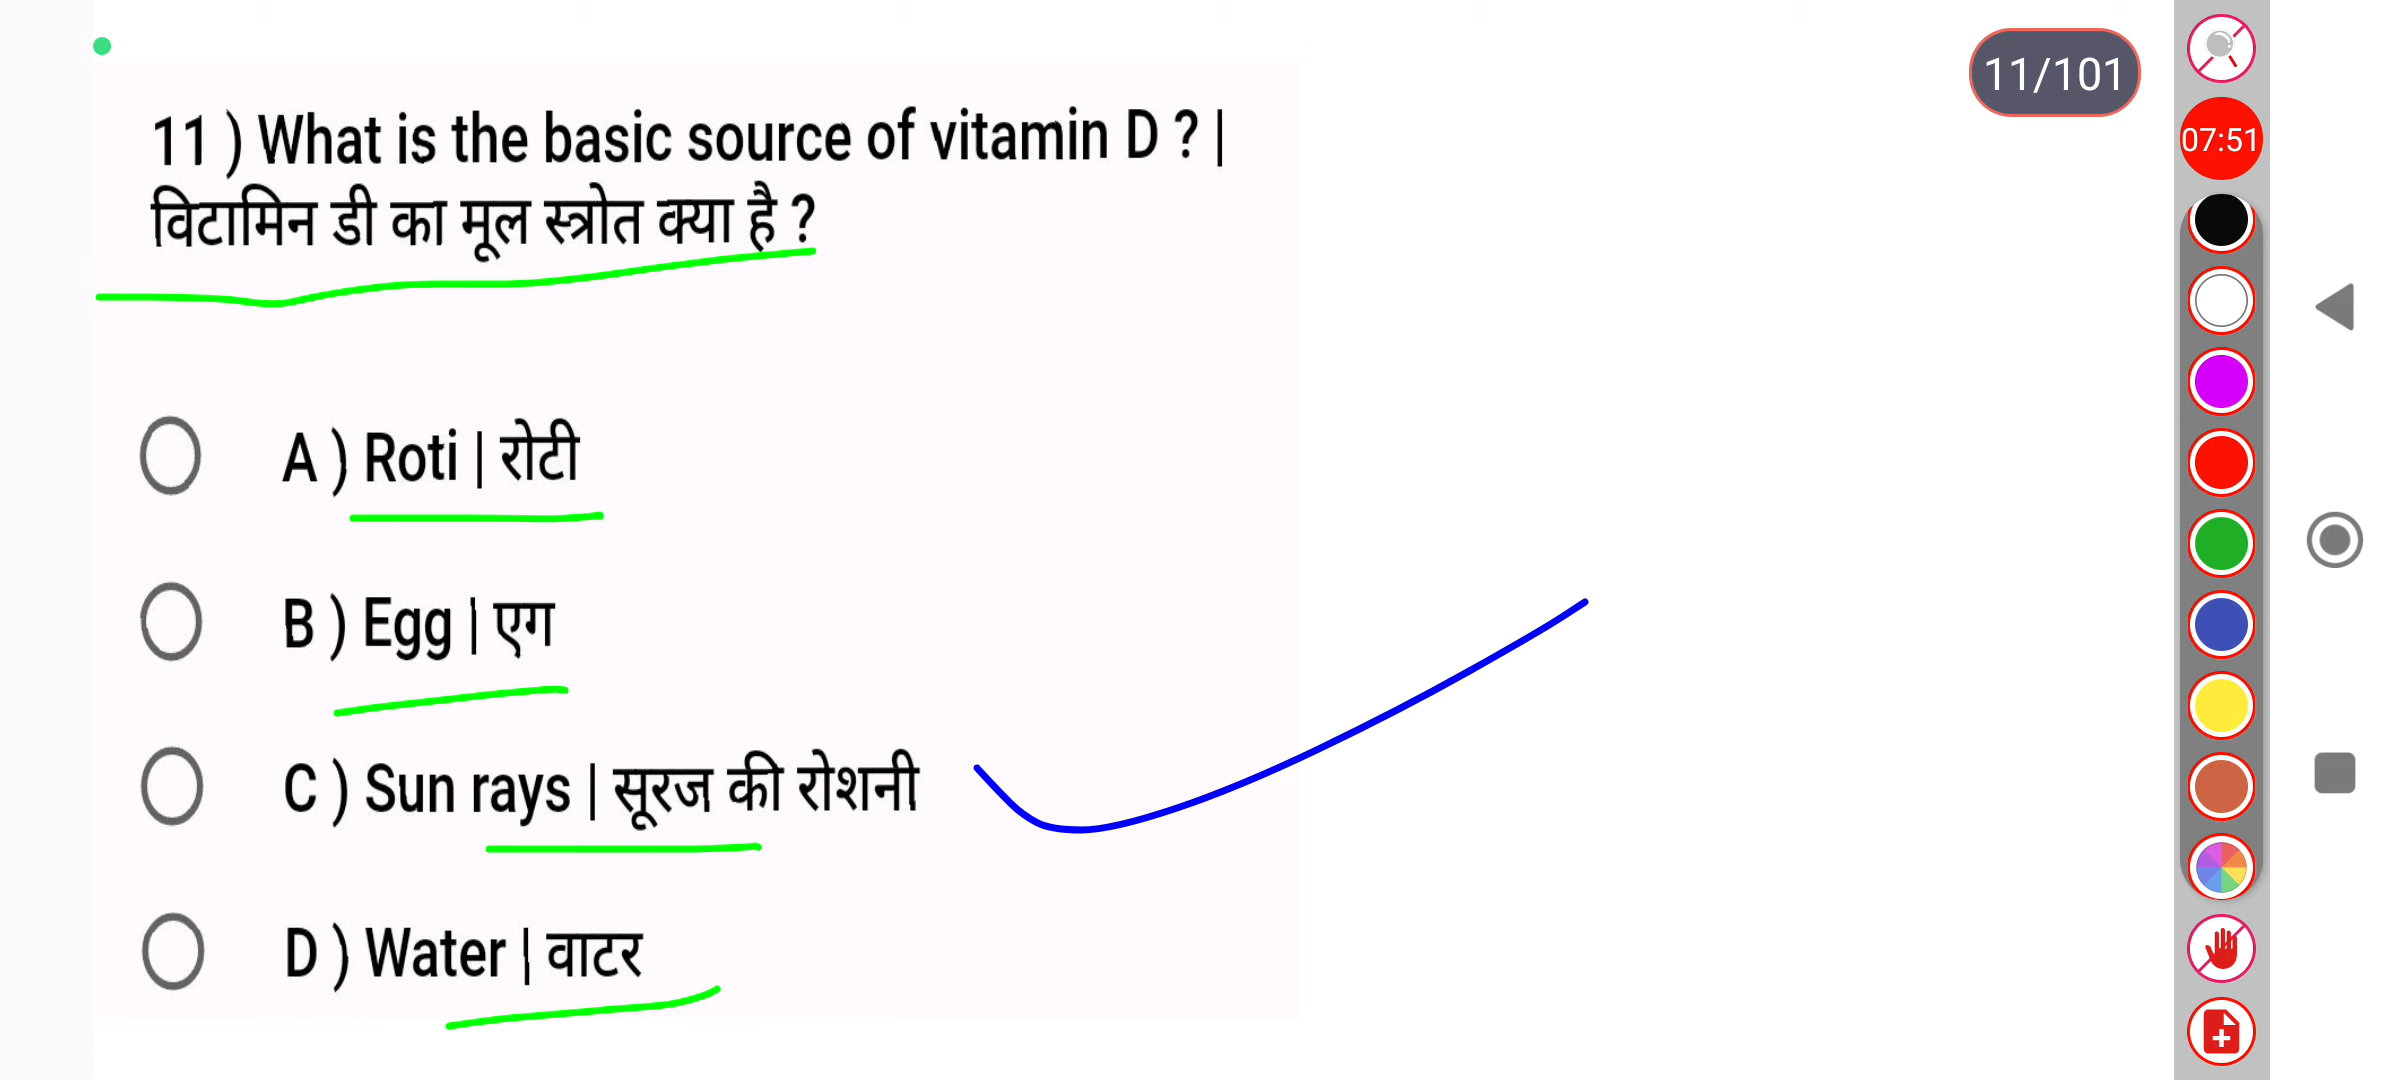 11/101
07:51
11 ) What is the basic source of vitamin D ? |
विटामिन डी का मूल स्त्रोत क्या है ?
A ) Roti | रोटी
B ) Egg | एग
C ) Sun rays | सूरज की रोशनी
D ) Water | वाटर